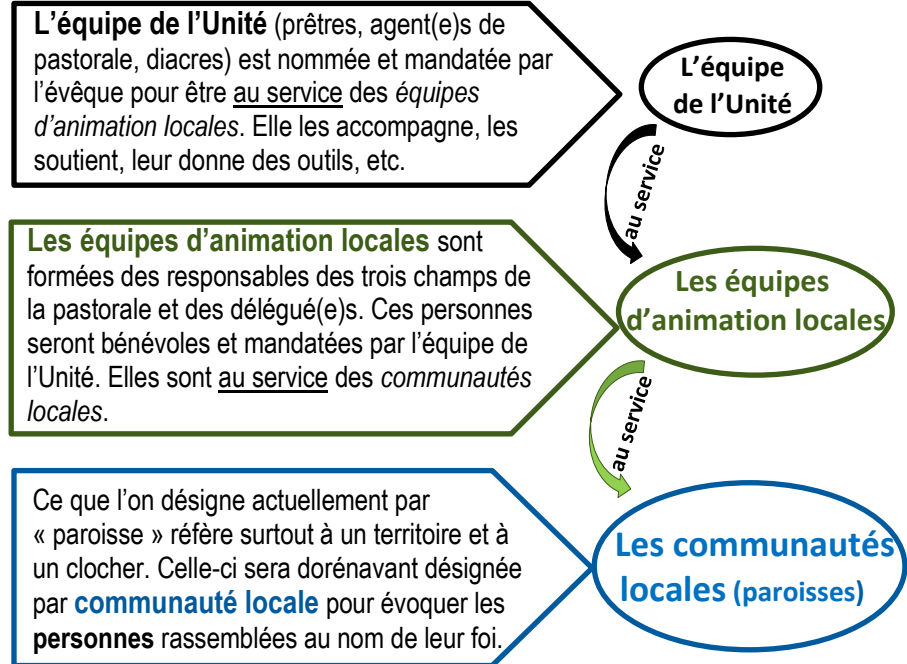 L'équipe de l'Unité (prêtres, agent(e)s de
pastorale, diacres) est nommée et mandatée par
l'évêque pour être au service des équipes
d'animation locales. Elle les accompagne, les
soutient, leur donne des outils, etc.
L'équipe
de l'Unité
au service
Les équipes d'animation locales sont
formées des responsables des trois champs de
la pastorale et des délégué(e)s. Ces personnes
seront bénévoles et mandatées par l'équipe de
l'Unité. Elles sont au service des communautés
locales.
Les équipes
d'animation locales
au service
Ce que l'on désigne actuellement par
« paroisse » réfère surtout à un territoire et à
un clocher. Celle-ci sera dorénavant désignée
par communauté locale pour évoquer les
personnes rassemblées au nom de leur foi.
Les communautés
locales (paroisses)